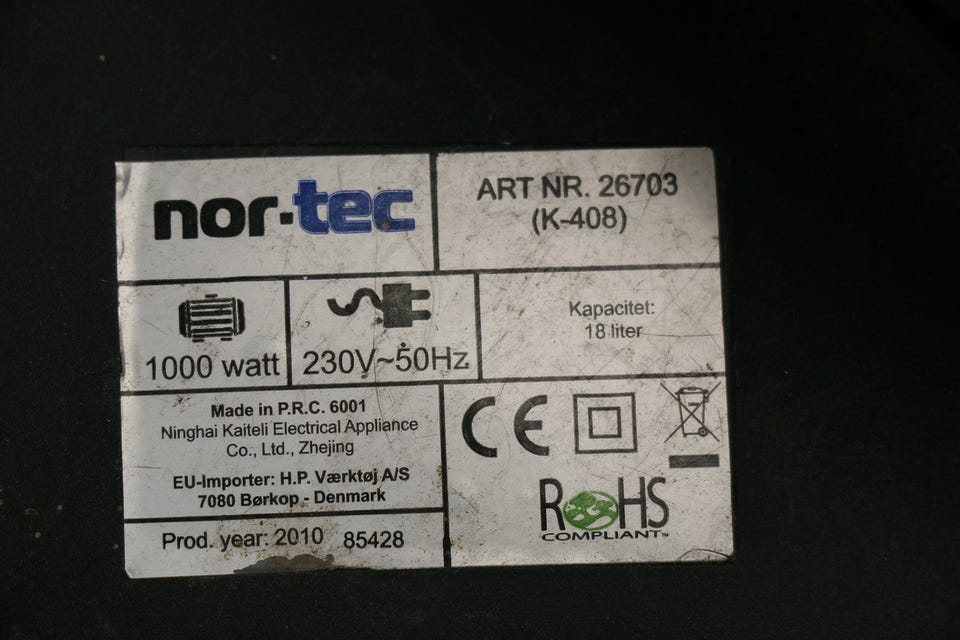 nor-tec
ART NR. 26703
(K-408)
1000 watt
230V~50Hz
Kapacitet:
18 liter
Made in P.R.C. 6001
Ninghai Kaiteli Electrical Appliance
Co., Ltd., Zhejing
EU-Importer: H.P. Værktøj A/S
7080 Børkop - Denmark
Prod. year: 2010 85428
CE
RoHS
COMPLIANT™